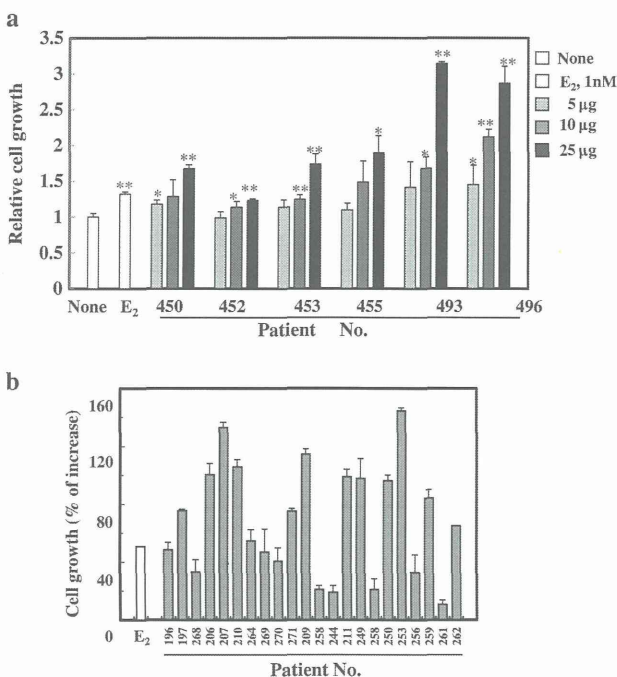 a
3.5
3
2.5
2
1.5
1
0.5
0
Relative cell growth
** * ** * ** ** ** * * ** * ** **
None
E₂, 1nM
5 μg
10 μg
25 μg
None E₂ 450 452 453 455 493 496
Patient No.
b
160
120
80
40
0
Cell growth (% of increase)
E₂ 196 197 268 206 207 210 264 269 270 271 209 258 244 211 249 258 250 253 256 259 261 262
Patient No.